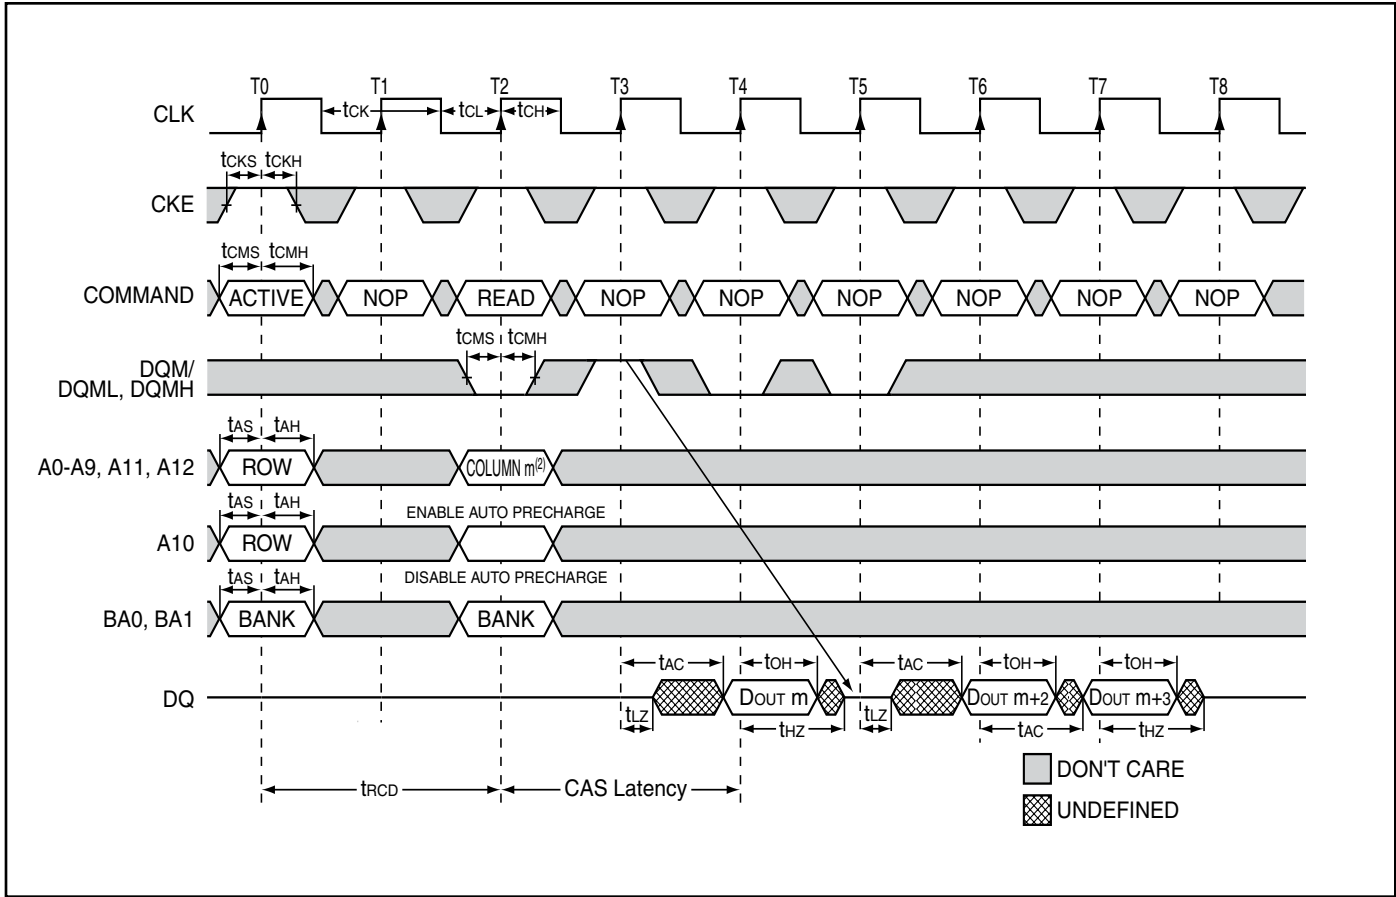 T0 T1 T2 T3 T4 T5 T6 T7 T8
CLK tCK tCL tCH
tCKS tCKH
CKE
tCMS tCMH
COMMAND ACTIVE NOP READ NOP NOP NOP NOP NOP NOP
tCMS tCMH
DQM/
DQML, DQMH
tAS tAH
A0-A9, A11, A12 ROW COLUMN m(2)
tAS tAH ENABLE AUTO PRECHARGE
A10 ROW
tAS tAH DISABLE AUTO PRECHARGE
BA0, BA1 BANK BANK
tAC tOH tAC tOH tOH
DQ DOUT m DOUT m+2 DOUT m+3
tLZ tHZ tLZ tAC tHZ
DON'T CARE
tRCD CAS Latency
UNDEFINED